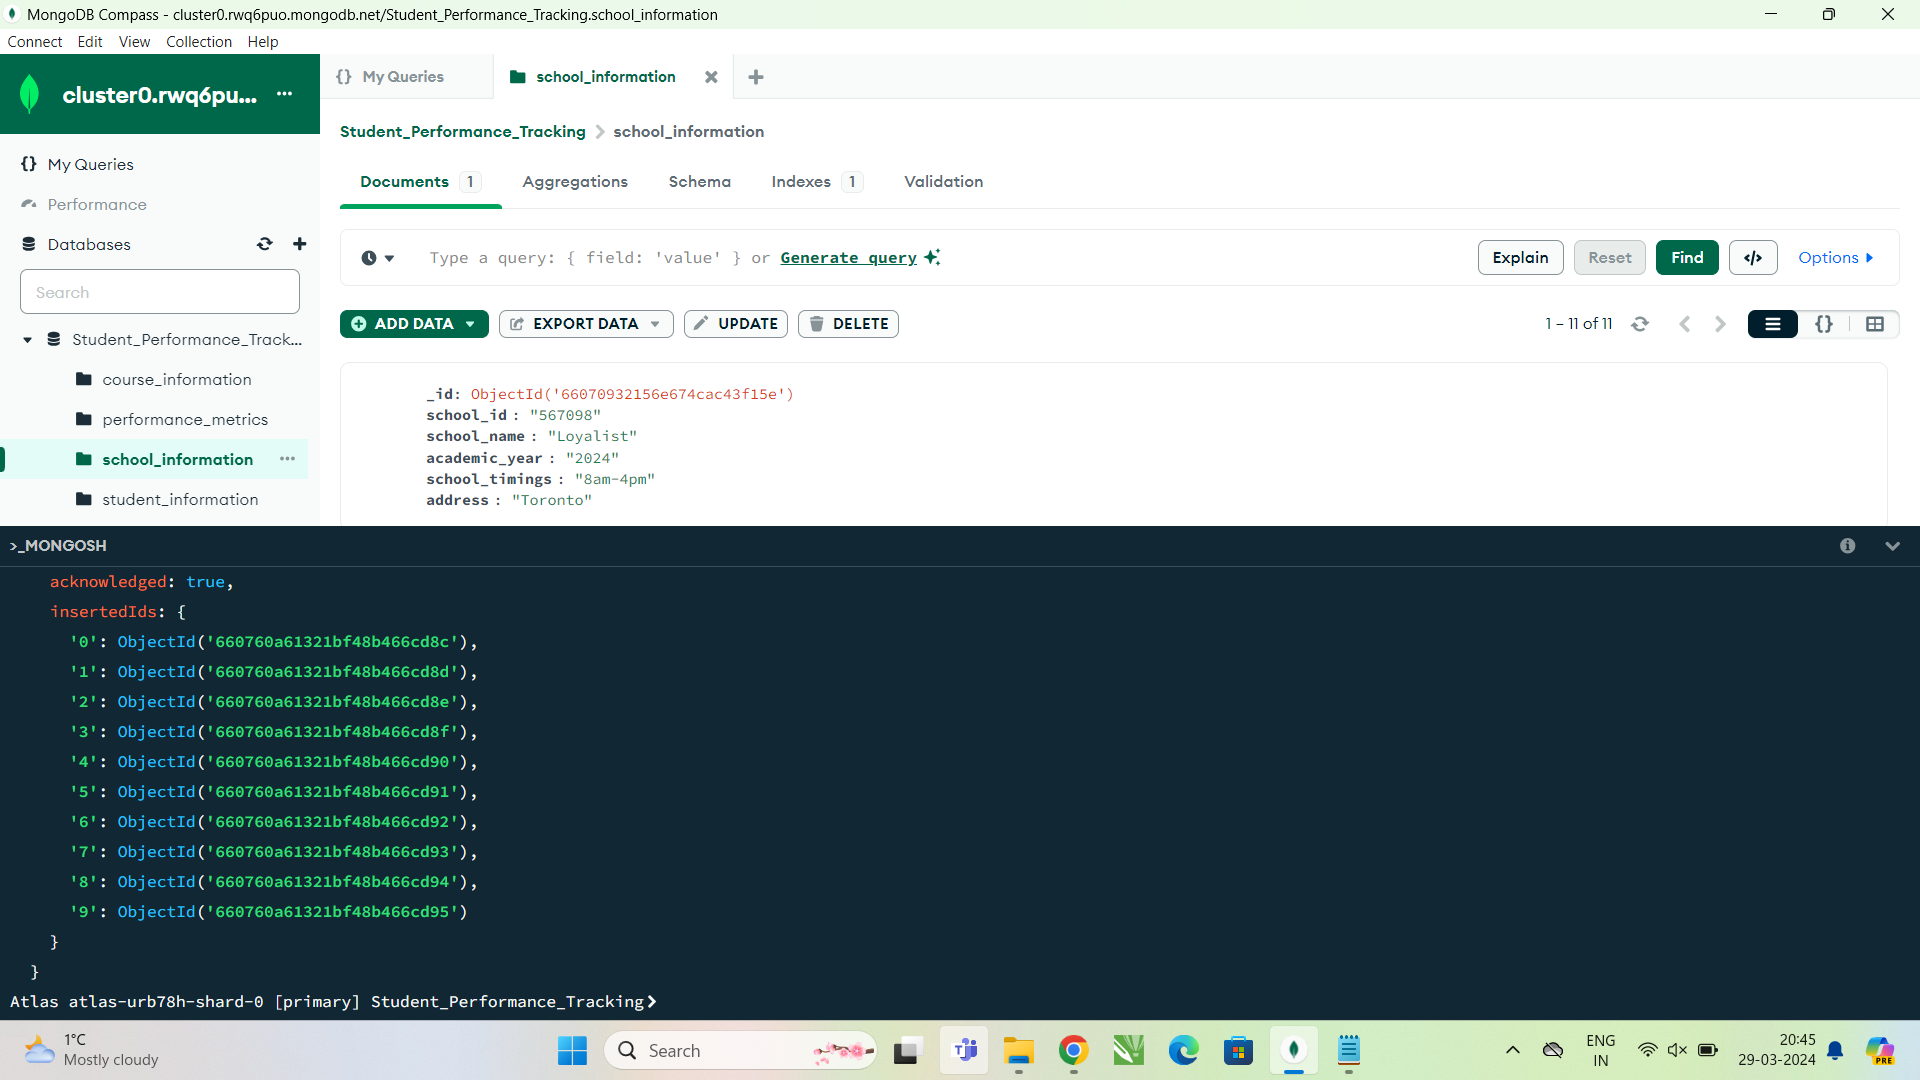 MongoDB Compass - cluster0.rwq6puo.mongodb.net/Student_Performance_Tracking.school_information
Connect Edit View Collection Help
cluster0.rwq6pu... ...
{} My Queries
school_information
Student_Performance_Tracking > school_information
{} My Queries
Performance
Databases
Search
Student_Performance_Track...
course_information
performance_metrics
school_information ...
student_information
Documents 1 Aggregations Schema Indexes 1 Validation
Type a query: { field: 'value' } or Generate query
Explain Reset Find </> Options
ADD DATA EXPORT DATA UPDATE DELETE
1 – 11 of 11
{}
_id: ObjectId('66070932156e674cac43f15e')
school_id : "567098"
school_name : "Loyalist"
academic_year : "2024"
school_timings : "8am-4pm"
address : "Toronto"
>_MONGOSH
acknowledged: true,
insertedIds: {
'0': ObjectId('660760a61321bf48b466cd8c'),
'1': ObjectId('660760a61321bf48b466cd8d'),
'2': ObjectId('660760a61321bf48b466cd8e'),
'3': ObjectId('660760a61321bf48b466cd8f'),
'4': ObjectId('660760a61321bf48b466cd90'),
'5': ObjectId('660760a61321bf48b466cd91'),
'6': ObjectId('660760a61321bf48b466cd92'),
'7': ObjectId('660760a61321bf48b466cd93'),
'8': ObjectId('660760a61321bf48b466cd94'),
'9': ObjectId('660760a61321bf48b466cd95')
}
}
Atlas atlas-urb78h-shard-0 [primary] Student_Performance_Tracking>
1°C
Mostly cloudy
Search
ENG
IN
20:45
29-03-2024
PRE